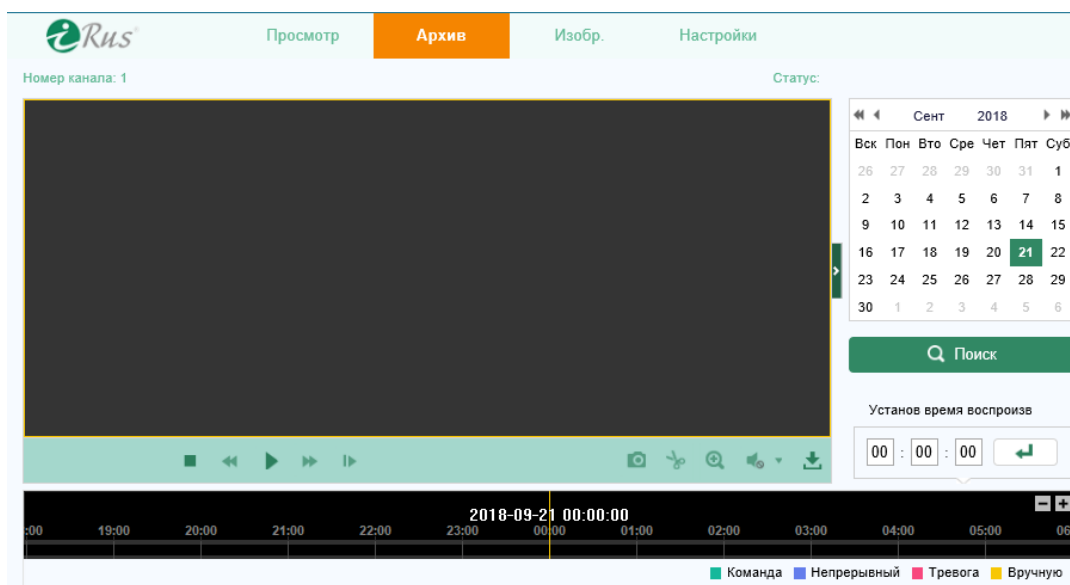 iRus Просмотр Архив Изобр. Настройки
Номер канала: 1 Статус:
Сент 2018
Вск Пон Вто Сре Чет Пят Суб
26 27 28 29 30 31 1
2 3 4 5 6 7 8
9 10 11 12 13 14 15
16 17 18 19 20 21 22
23 24 25 26 27 28 29
30 1 2 3 4 5 6
Поиск
Установ время воспроизв
00 : 00 : 00
2018-09-21 00:00:00
:00 19:00 20:00 21:00 22:00 23:00 00:00 01:00 02:00 03:00 04:00 05:00 06
Команда Непрерывный Тревога Вручную